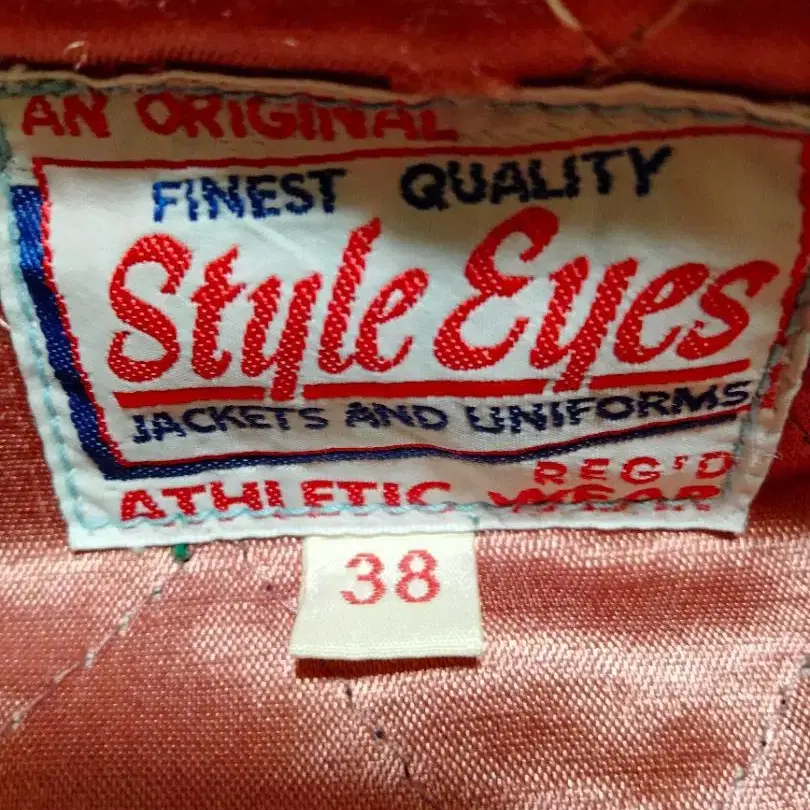 AN ORIGINAL
FINEST QUALITY
Style Eyes
JACKETS AND UNIFORMS
REG'D
ATHLETIC WEAR
38